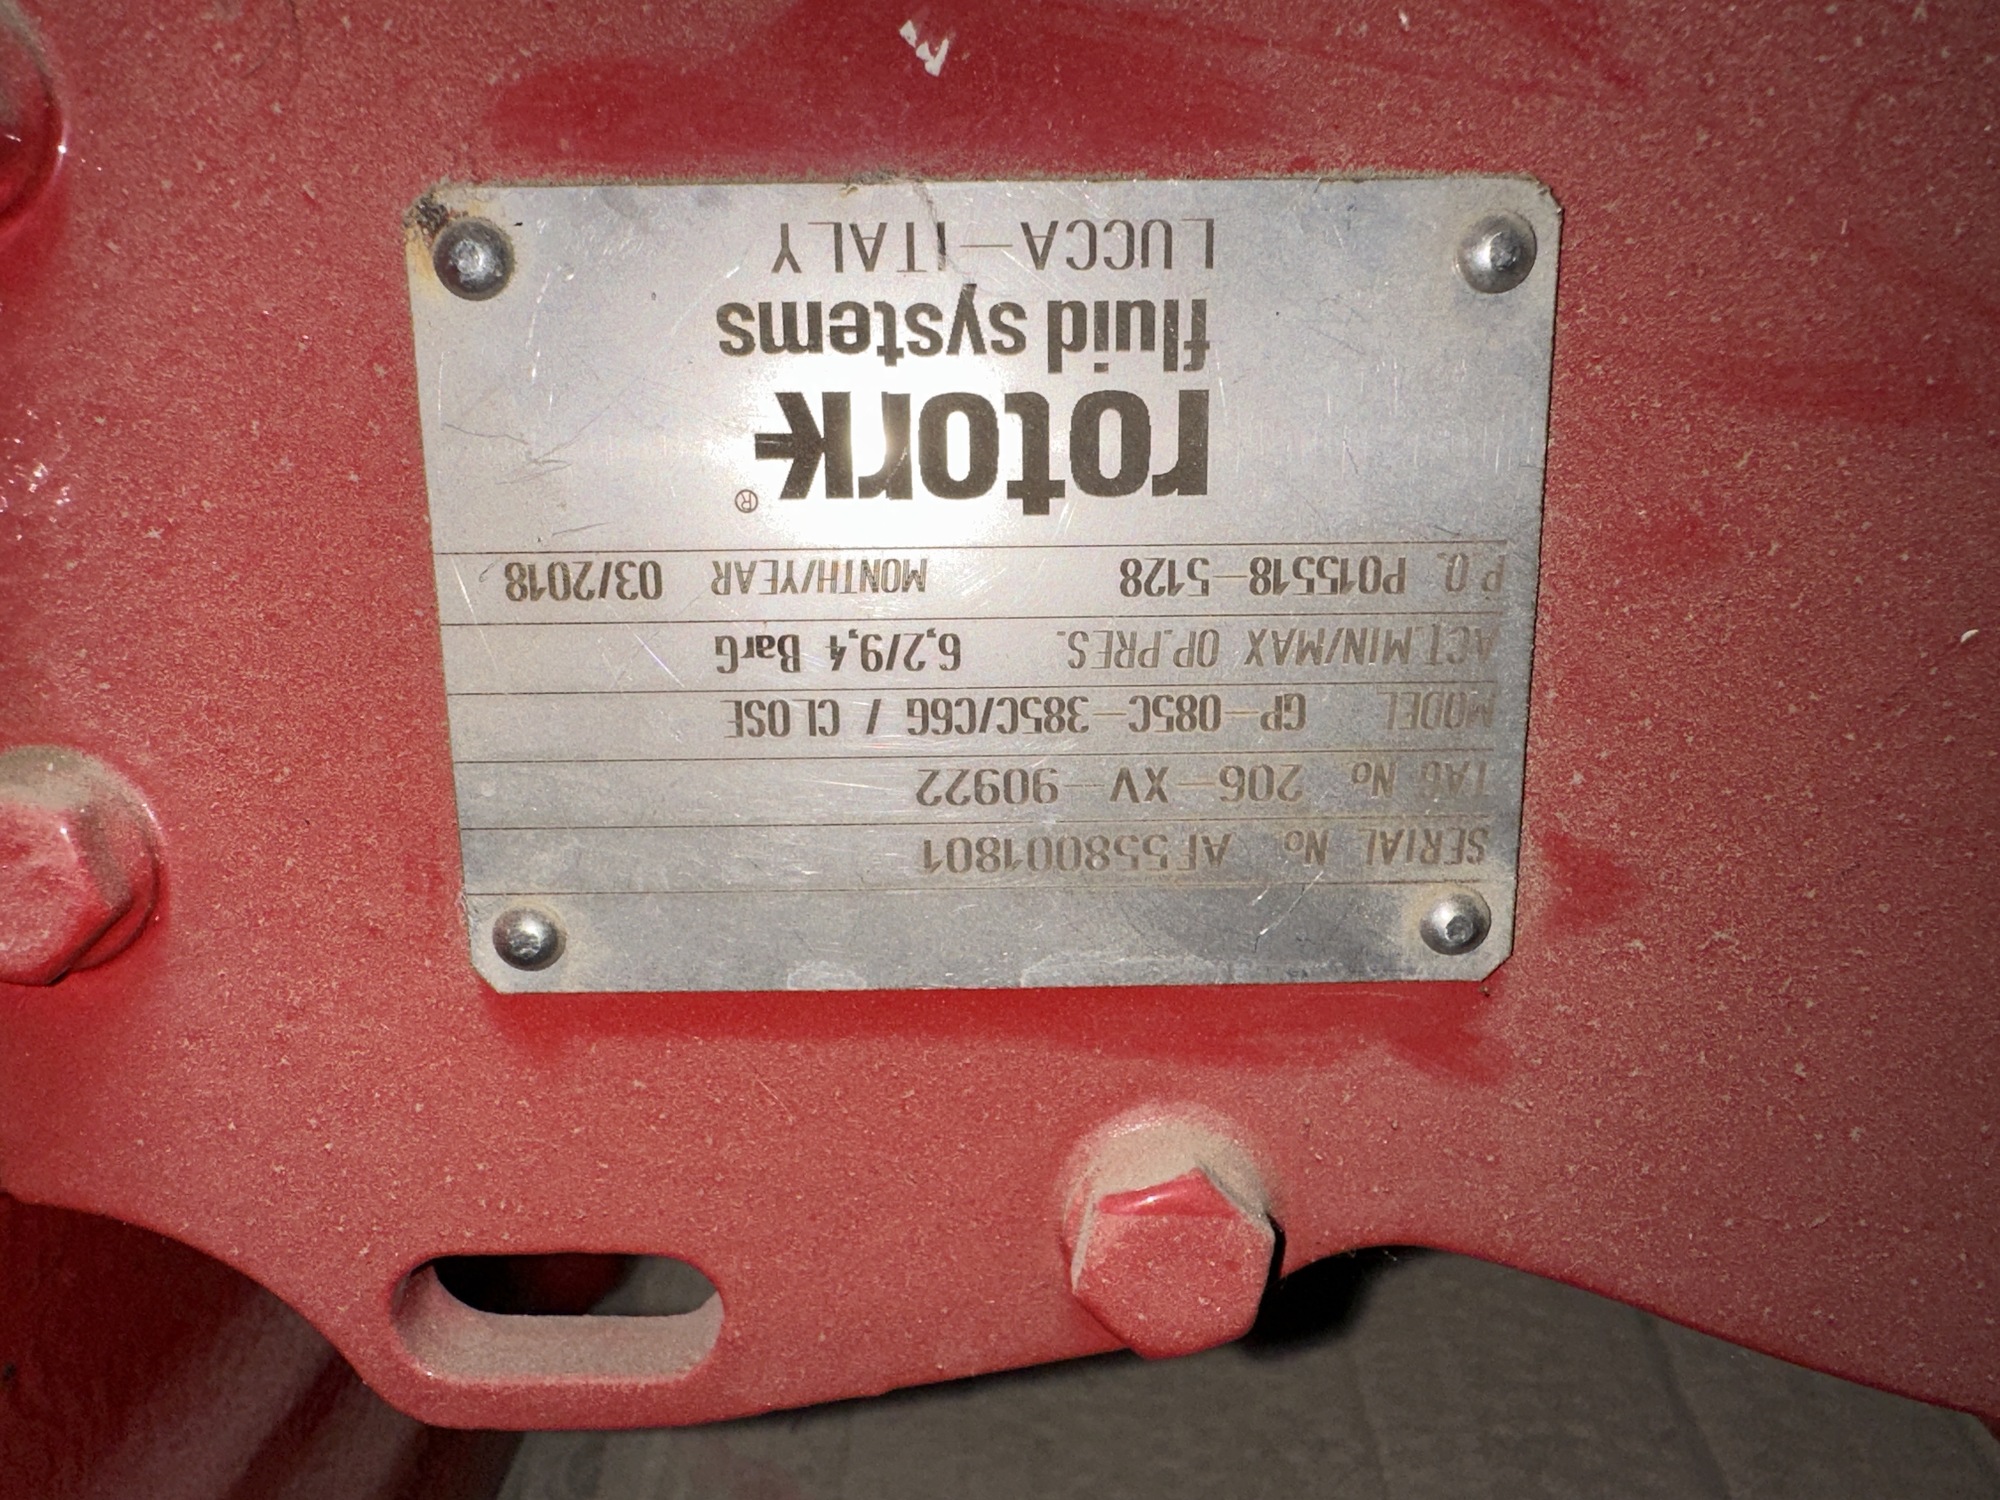 SERIAL No. AF558001801
TAG No. 206-XV-90922
MODEL GP-085C-385C/C6G / CLOSE
ACT.MIN/MAX OP.PRES. 6,2/9,4 BarG
P.O. PO15518-5128 MONTH/YEAR 03/2018
rotork®
fluid systems
LUCCA-ITALY